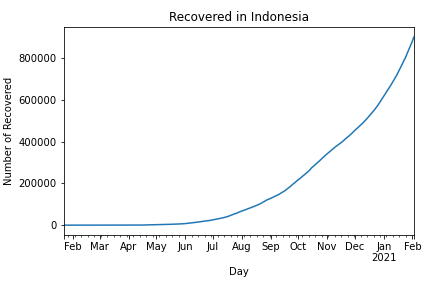 Recovered in Indonesia
Number of Recovered
800000
600000
400000
200000
0
Feb Mar Apr May Jun Jul Aug Sep Oct Nov Dec Jan Feb
2021
Day